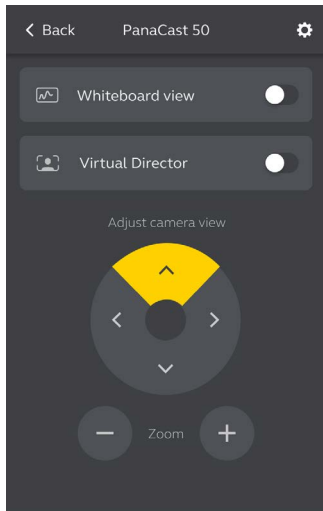 Back PanaCast 50
Whiteboard view
Virtual Director
Adjust camera view
Zoom